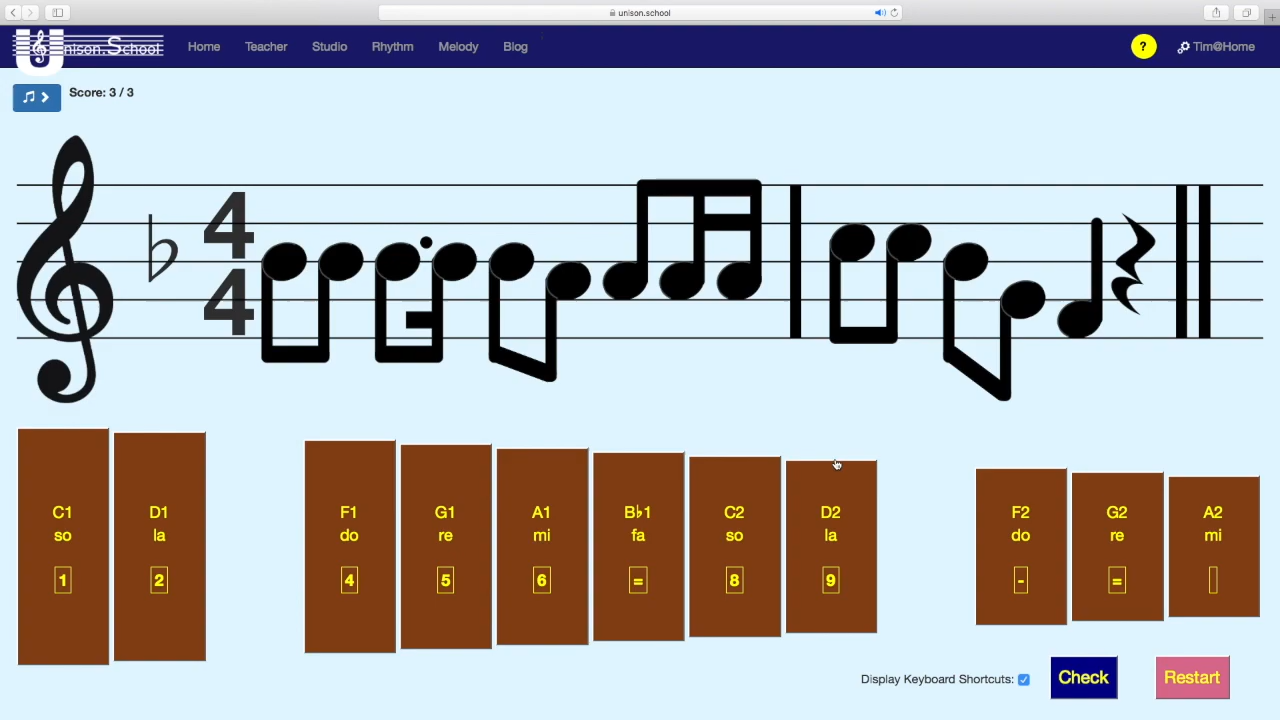 unison.school
Unison.School
Home
Teacher
Studio
Rhythm
Melody
Blog
?
Tim@Home
Score: 3 / 3
4
4
C1
so
1
D1
la
2
F1
do
4
G1
re
5
A1
mi
6
B♭1
fa
=
C2
so
8
D2
la
9
F2
do
-
G2
re
=
A2
mi
Display Keyboard Shortcuts:
Check
Restart